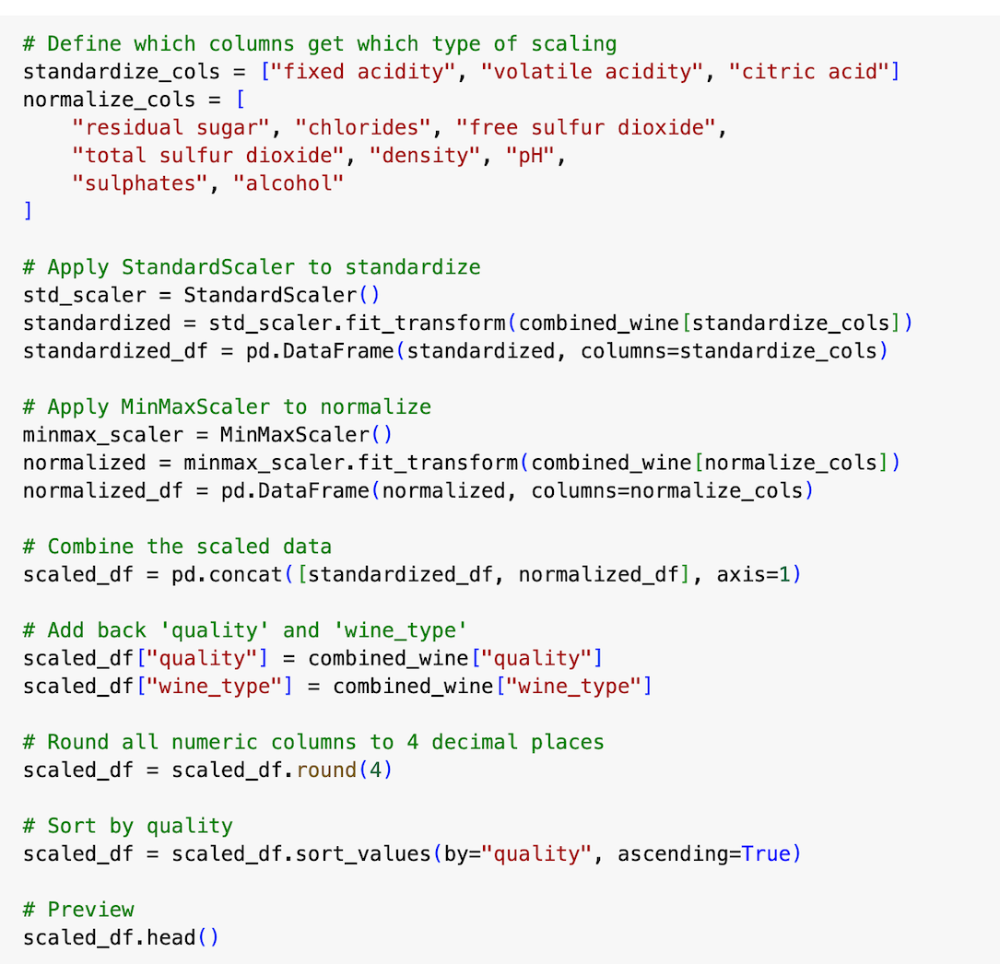 # Define which columns get which type of scaling
standardize_cols = ["fixed acidity", "volatile acidity", "citric acid"]
normalize_cols = [
    "residual sugar", "chlorides", "free sulfur dioxide",
    "total sulfur dioxide", "density", "pH",
    "sulphates", "alcohol"
]

# Apply StandardScaler to standardize
std_scaler = StandardScaler()
standardized = std_scaler.fit_transform(combined_wine[standardize_cols])
standardized_df = pd.DataFrame(standardized, columns=standardize_cols)

# Apply MinMaxScaler to normalize
minmax_scaler = MinMaxScaler()
normalized = minmax_scaler.fit_transform(combined_wine[normalize_cols])
normalized_df = pd.DataFrame(normalized, columns=normalize_cols)

# Combine the scaled data
scaled_df = pd.concat([standardized_df, normalized_df], axis=1)

# Add back 'quality' and 'wine_type'
scaled_df["quality"] = combined_wine["quality"]
scaled_df["wine_type"] = combined_wine["wine_type"]

# Round all numeric columns to 4 decimal places
scaled_df = scaled_df.round(4)

# Sort by quality
scaled_df = scaled_df.sort_values(by="quality", ascending=True)

# Preview
scaled_df.head()